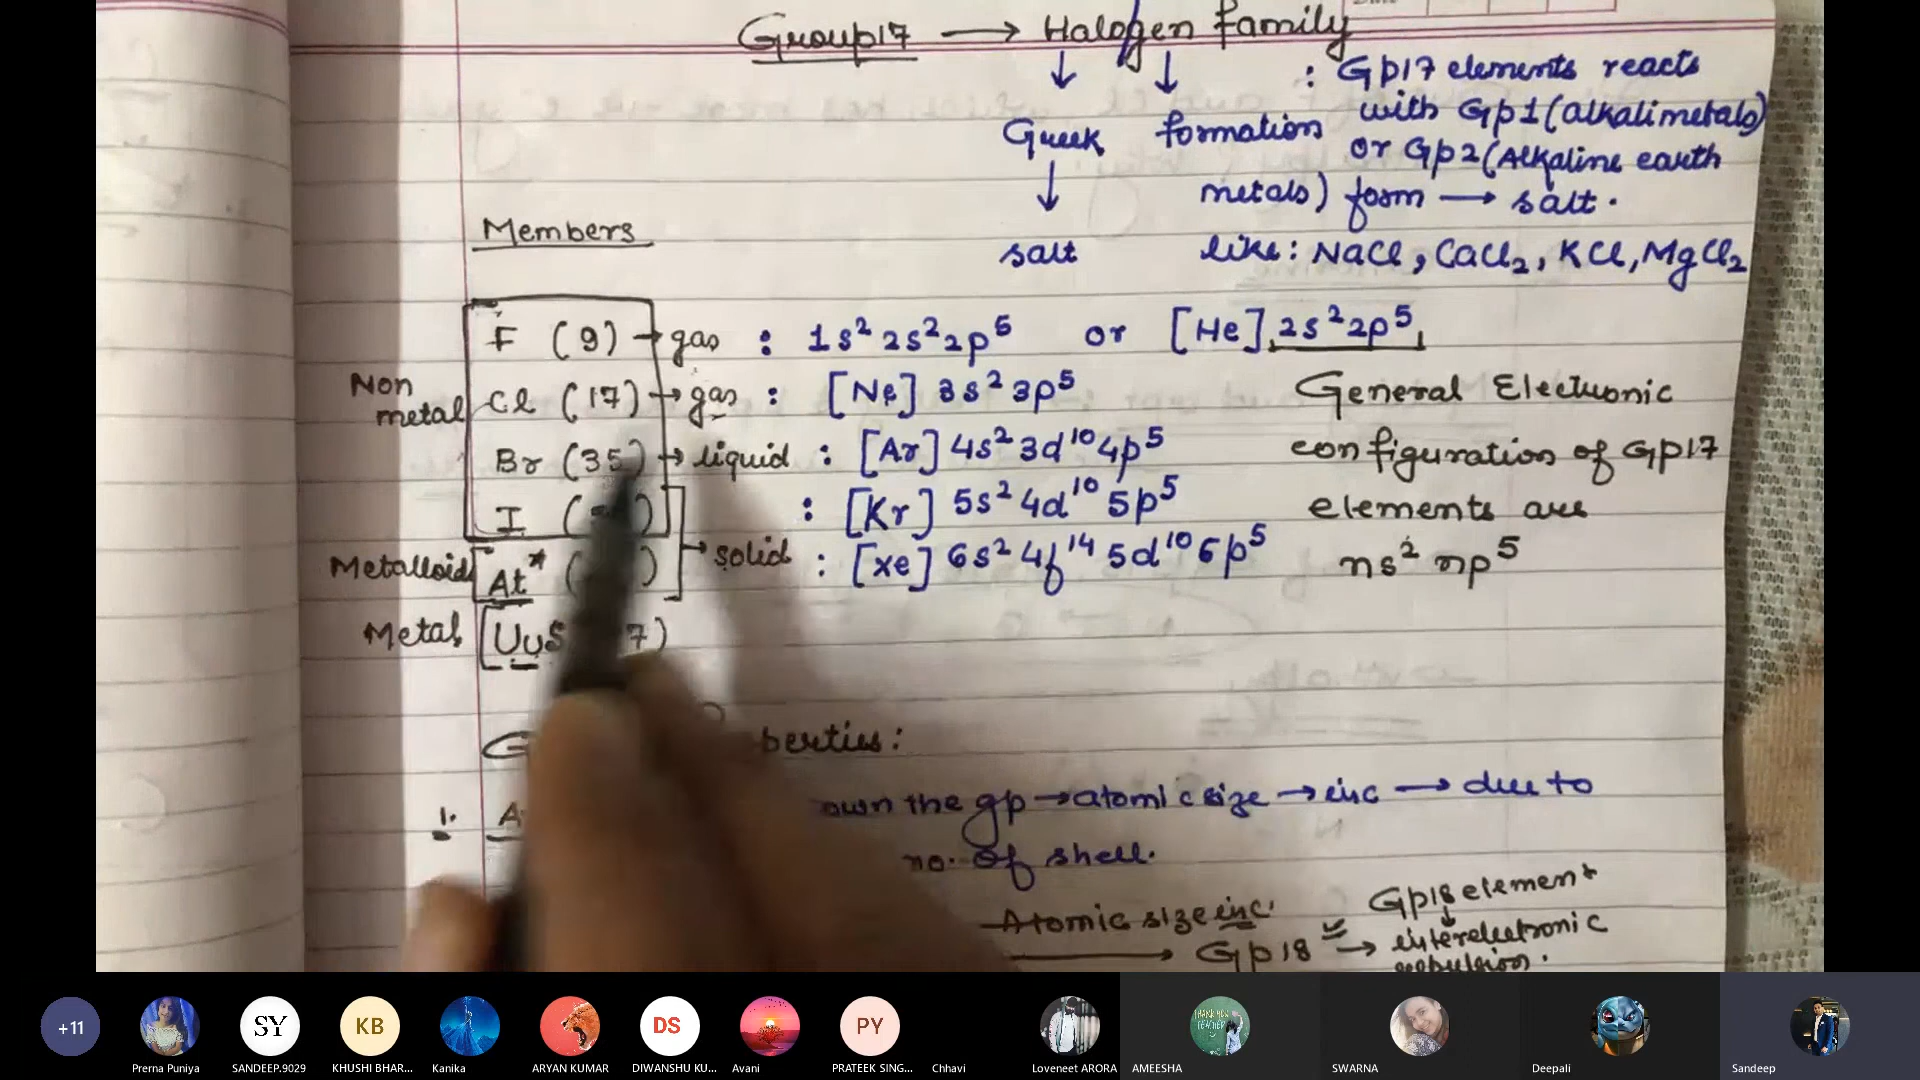 Group17 → Halogen family
: Gp17 elements reacts
with Gp1 (alkali metals)
or Gp2 (Alkaline earth
metals) form → salt.
like: NaCl, CaCl2, KCl, MgCl2
Greek
formation
salt
Members
F (9) → gas : 1s² 2s² 2p⁵ or [He] 2s² 2p⁵
Non
metal
Cl (17) → gas : [Ne] 3s² 3p⁵
Br (35) → liquid : [Ar] 4s² 3d¹⁰ 4p⁵
I : [Kr] 5s² 4d¹⁰ 5p⁵
Metalloid At* → solid : [Xe] 6s² 4f¹⁴ 5d¹⁰ 6p⁵
Metal UuS 7)
General Electronic
configuration of Gp17
elements are
ns² np⁵
1.
the gp → atomic size → inc → due to
no. of shell.
Atomic size inc.
→ Gp 18 →
Gp18 element
interelectronic
repulsion.
+11
Prerna Puniya
SY
SANDEEP.9029
KB
KHUSHI BHAR...
Kanika
ARYAN KUMAR
DS
DIWANSHU KU...
Avani
PY
PRATEEK SING...
Chhavi
Loveneet ARORA
AMEESHA
SWARNA
Deepali
Sandeep